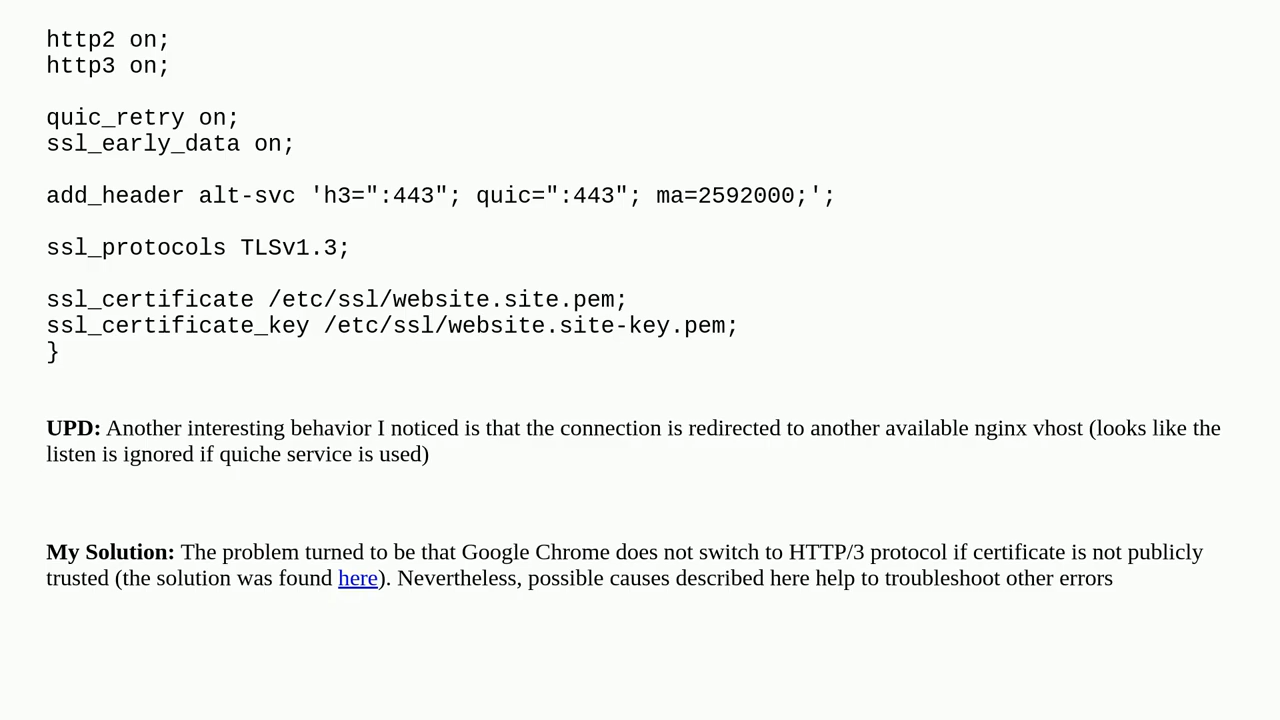 http2 on;
http3 on;
quic_retry on;
ssl_early_data on;
add_header alt-svc 'h3=":443"; quic=":443"; ma=2592000;';
ssl_protocols TLSv1.3;
ssl_certificate /etc/ssl/website.site.pem;
ssl_certificate_key /etc/ssl/website.site-key.pem;
}
UPD: Another interesting behavior I noticed is that the connection is redirected to another available nginx vhost (looks like the
listen is ignored if quiche service is used)
My Solution: The problem turned to be that Google Chrome does not switch to HTTP/3 protocol if certificate is not publicly
trusted (the solution was found here). Nevertheless, possible causes described here help to troubleshoot other errors